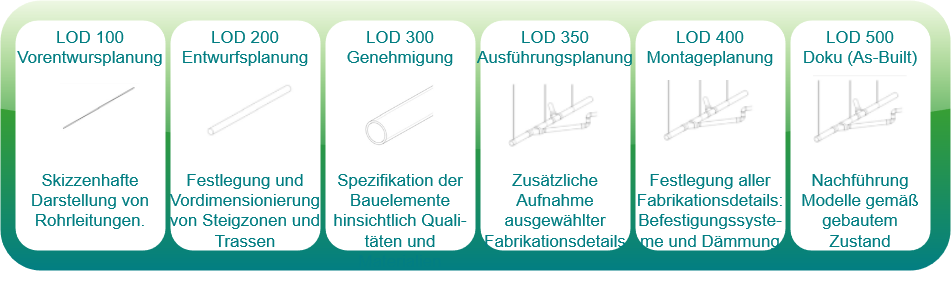 LOD 100
Vorentwursplanung
Skizzenhafte
Darstellung von
Rohrleitungen.
LOD 200
Entwurfsplanung
Festlegung und
Vordimensionierung
von Steigzonen und
Trassen
LOD 300
Genehmigung
Spezifikation der
Bauelemente
hinsichtlich Quali-
täten und
LOD 350
Ausführungsplanung
Zusätzliche
Aufnahme
ausgewählter
Fabrikationsdetails
LOD 400
Montageplanung
Festlegung aller
Fabrikationsdetails:
Befestigungssyste-
me und Dämmung
LOD 500
Doku (As-Built)
Nachführung
Modelle gemäß
gebautem
Zustand